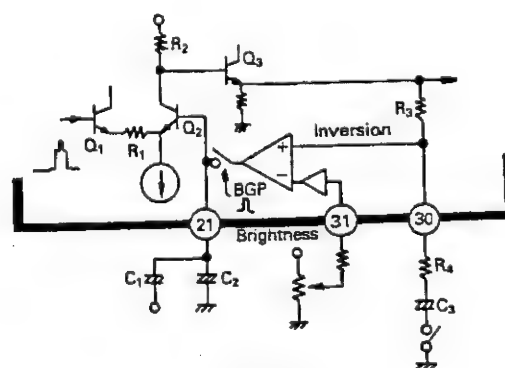 R2
Q3
Q1
R1
Q2
R3
Inversion
+
−
BGP
21
Brightness
31
30
C1
C2
R4
C3